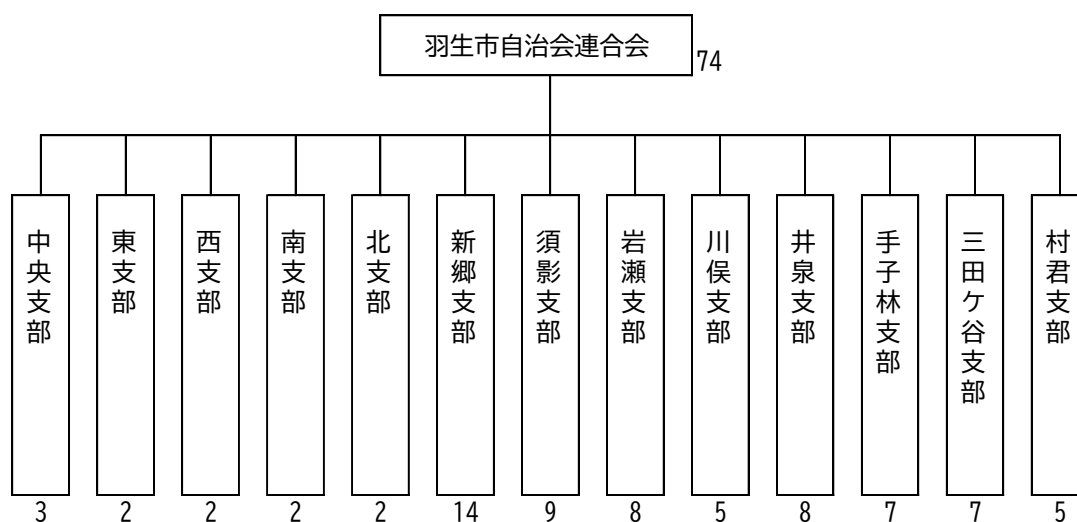 羽生市自治会連合会
74
中央支部
東支部
西支部
南支部
北支部
新郷支部
須影支部
岩瀬支部
川俣支部
井泉支部
手子林支部
三田ケ谷支部
村君支部
3
2
2
2
2
14
9
8
5
8
7
7
5